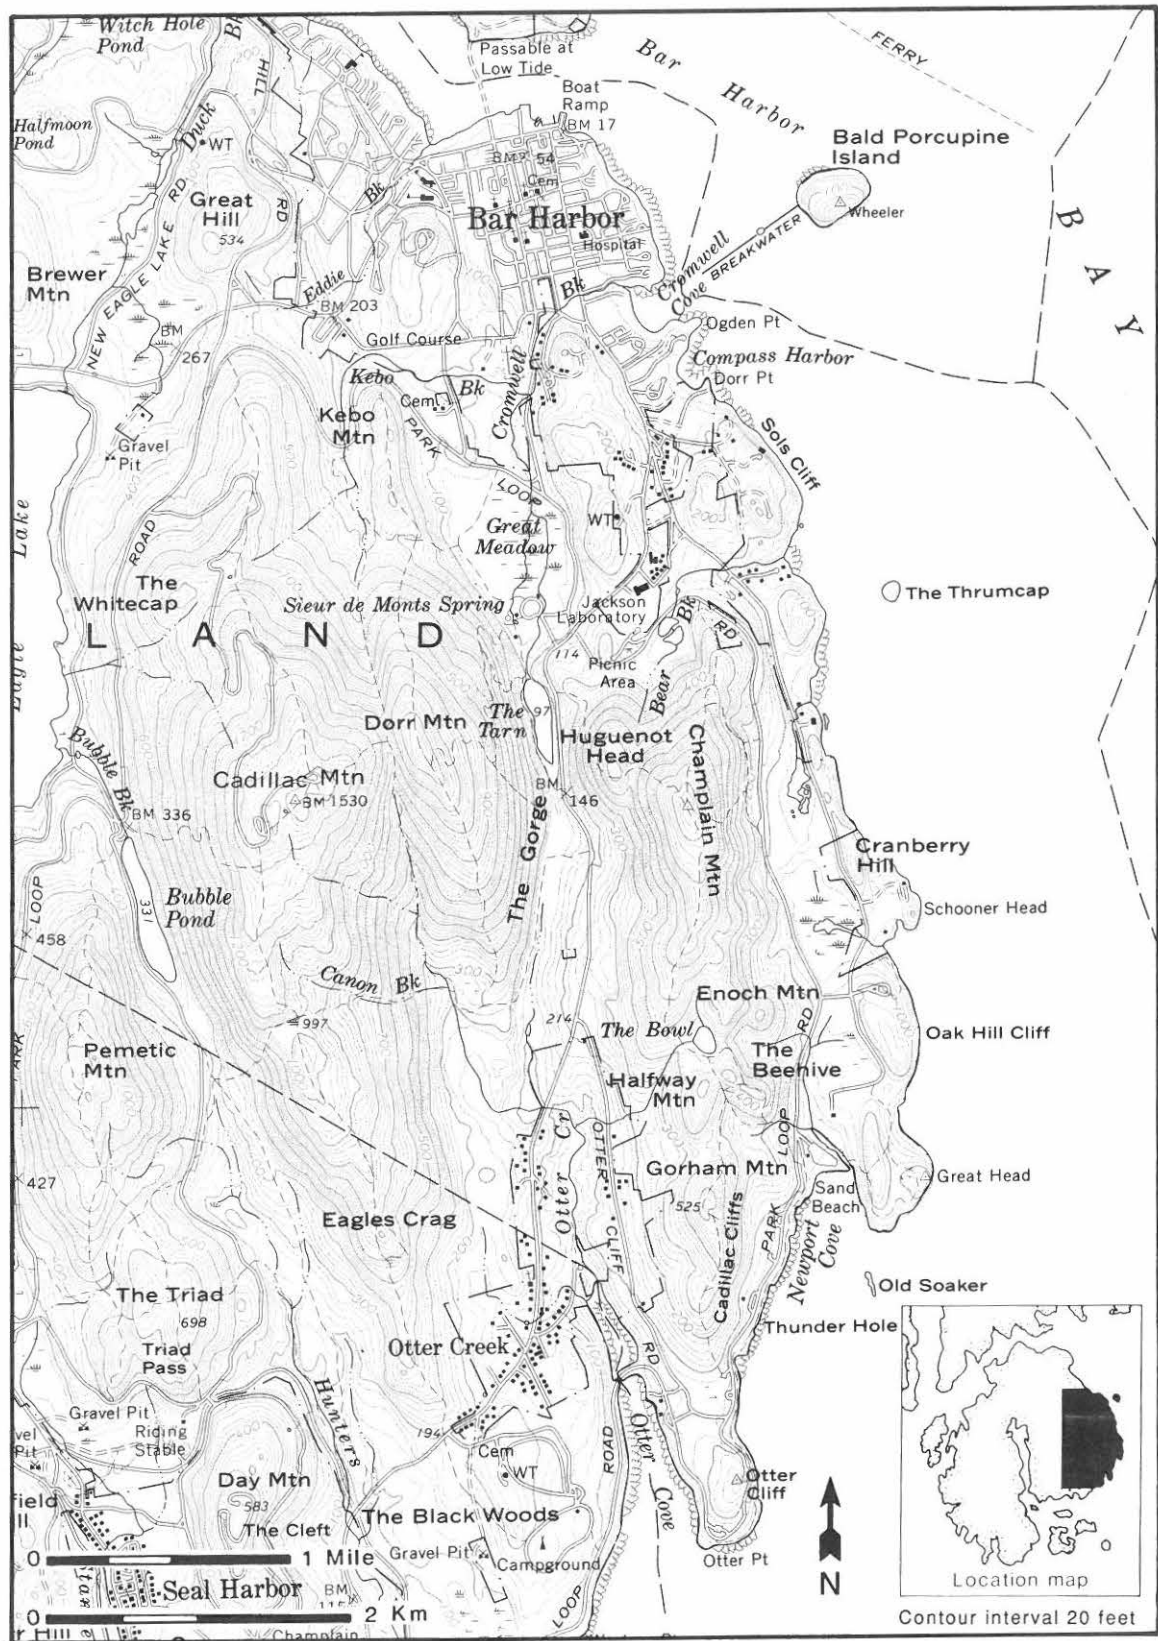 Witch Hole
Pond
Bk
HILL
Passable at
Low Tide
Bar Harbor
FERRY
Boat
Ramp
BM 17
Halfmoon
Pond
Duck
WT
BM
54
Cem
Bald Porcupine
Island
Wheeler
B A Y
Great
Hill
534
RD
RD
Bk
Bar Harbor
Hospital
BREAKWATER
Cromwell
Cove
Brewer
Mtn
NEW EAGLE LAKE
Eddie
BM 203
Bk
BM
267
Golf Course
Ogden Pt
Compass Harbor
Dorr Pt
Kebo
Bk
Cem
Cromwell
Kebo
Mtn
PARK
LOOP
Sols Cliff
Gravel
Pit
Eagle Lake
ROAD
Great
Meadow
WT
The
Whitecap
Sieur de Monts Spring
Jackson
Laboratory
Bk
RD
The Thrumcap
L A N D
114
Picnic
Area
Bear
The
Tarn
97
Dorr Mtn
Huguenot
Head
Champlain Mtn
Bubble Bk
Cadillac Mtn
BM 1530
BM
146
BM 336
The Gorge
Cranberry
Hill
LOOP
331
Bubble
Pond
Schooner Head
458
Canon Bk
Enoch Mtn
997
214
The Bowl
RD
Oak Hill Cliff
PARK
Pemetic
Mtn
The
Beehive
Halfway
Mtn
LOOP
Otter Cr
OTTER
Gorham Mtn
427
Great Head
Sand
Beach
525
Eagles Crag
CLIFF
Cadillac Cliffs
PARK
Newport
Cove
Old Soaker
The Triad
698
Thunder Hole
Triad
Pass
Otter Creek
RD
Hunters
Gravel Pit
Riding
Stable
194
Cem
WT
ROAD
Otter
Cove
Otter
Cliff
Day Mtn
583
The Cleft
The Black Woods
Gravel Pit
Campground
Otter Pt
N
0 1 Mile
Seal Harbor
BM
115
LOOP
0 2 Km
Champlain
Location map
Contour interval 20 feet